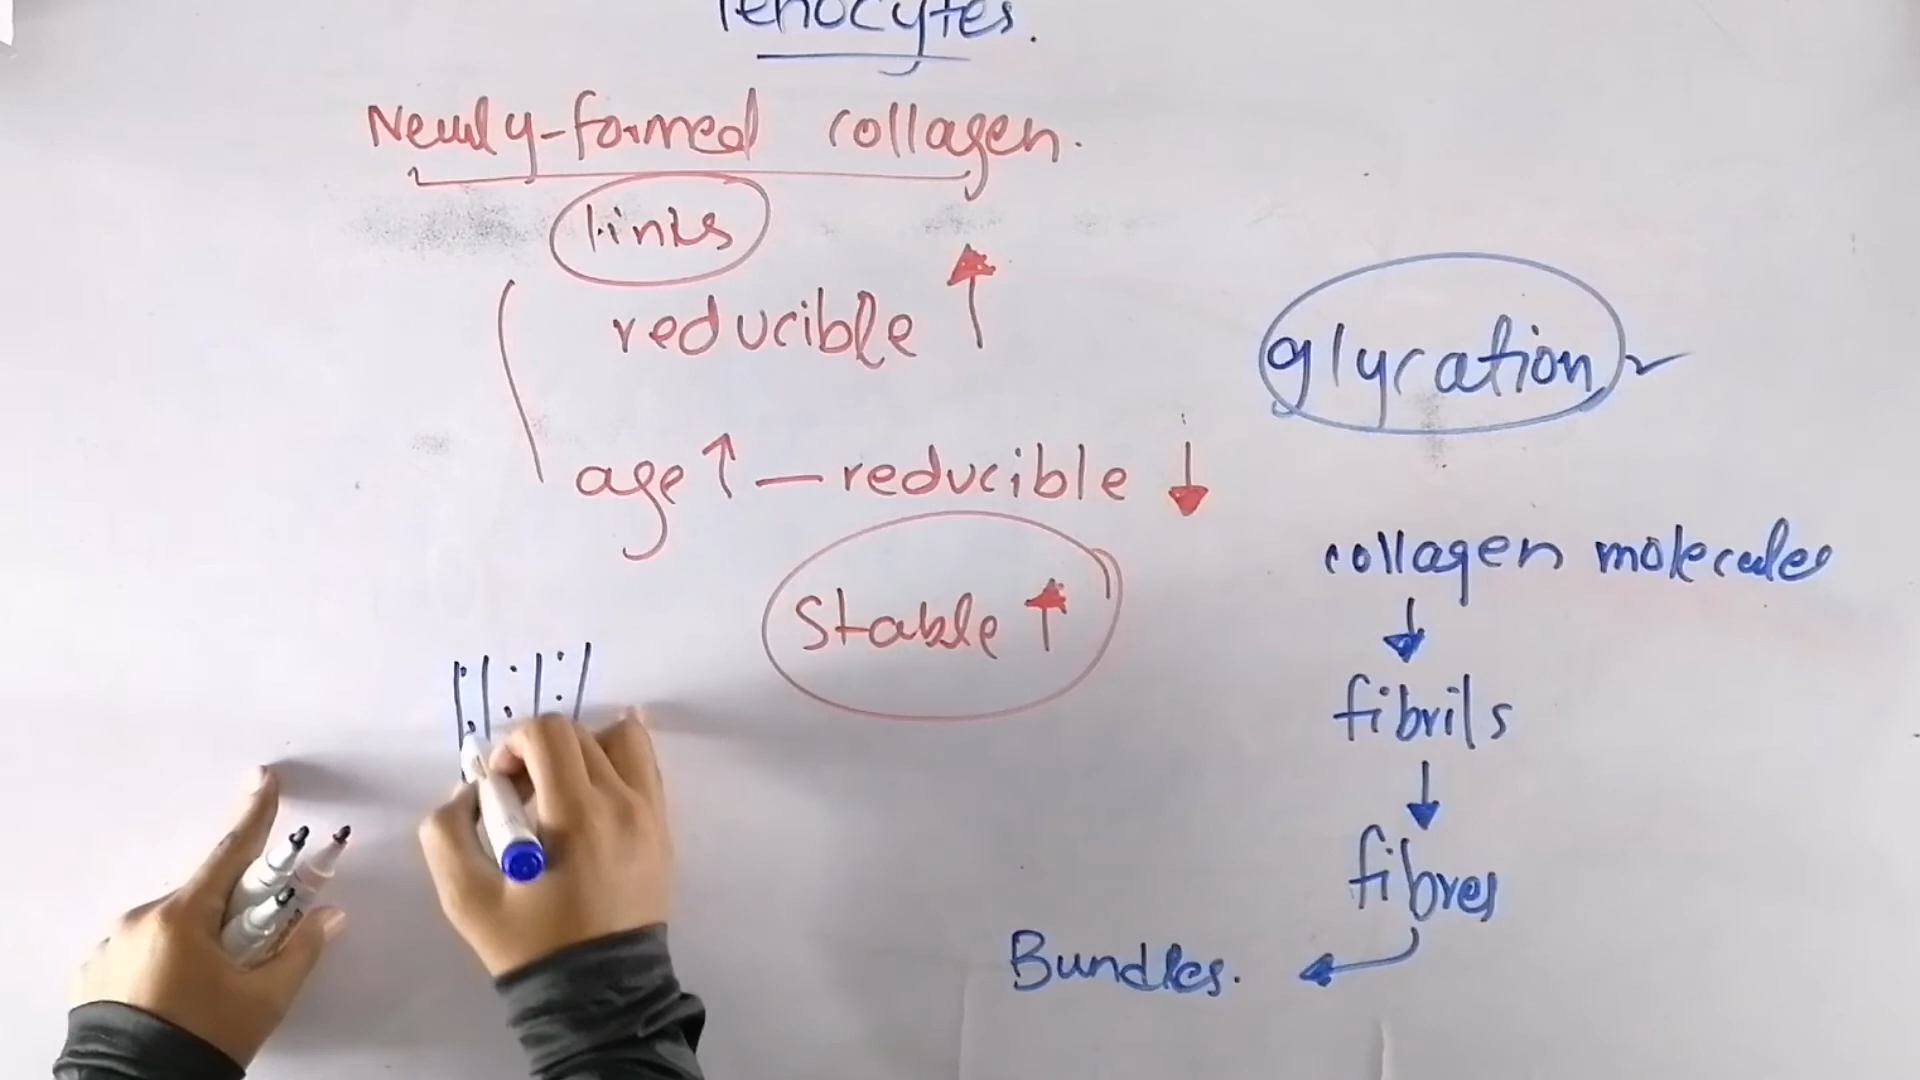 Tenocytes.
Newly-formed collagen.
links
reducible ↑
glycation
age ↑ — reducible ↓
Stable ↑
collagen molecules
↓
fibrils
↓
fibres
Bundles. ←